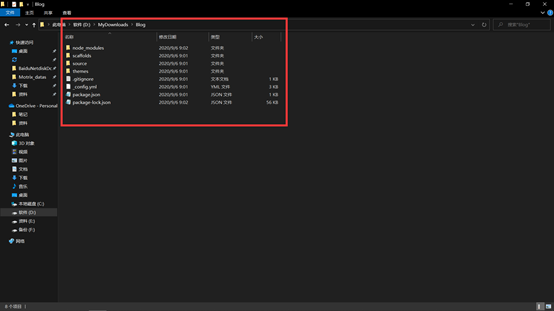 文件 主页 共享 查看
此电脑 › 软件 (D:) › MyDownloads › Blog
搜索"Blog"
名称 修改日期 类型 大小
node_modules 2020/9/6 9:02 文件夹
scaffolds 2020/9/6 9:01 文件夹
source 2020/9/6 9:01 文件夹
themes 2020/9/6 9:01 文件夹
.gitignore 2020/9/6 9:01 文本文档 1 KB
_config.yml 2020/9/6 9:01 YML 文件 3 KB
package.json 2020/9/6 9:01 JSON 文件 1 KB
package-lock.json 2020/9/6 9:02 JSON 文件 56 KB
快速访问
桌面
BaiduNetdiskDo
Motrix_datas
下载
资料
OneDrive - Personal
笔记
资料
此电脑
3D 对象
视频
图片
文档
下载
音乐
桌面
本地磁盘 (C:)
软件 (D:)
资料 (E:)
备份 (F:)
网络
8 个项目